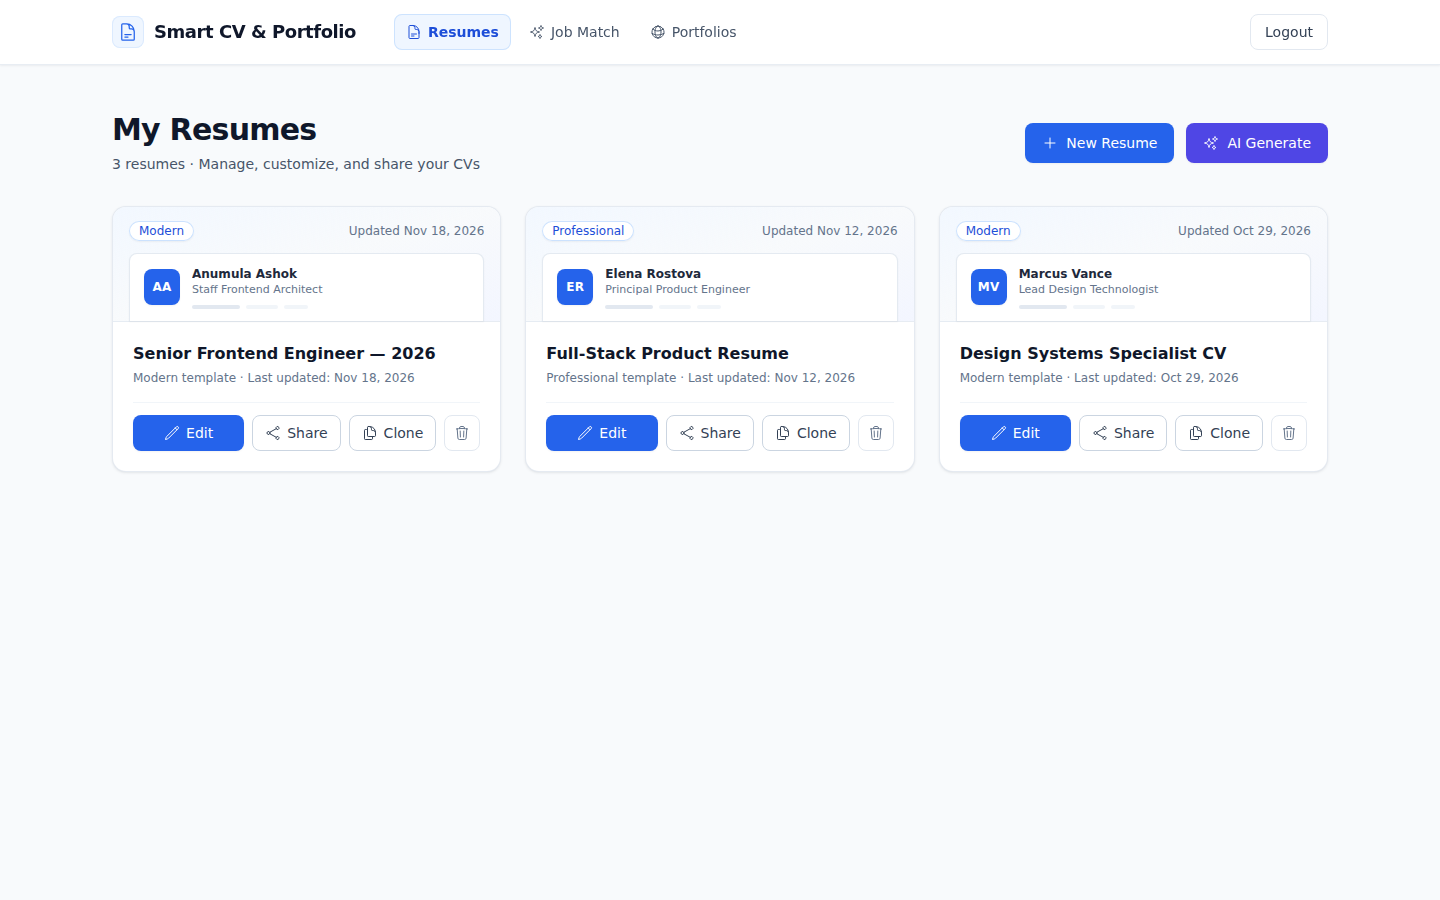 Smart CV & Portfolio
Resumes
Job Match
Portfolios
Logout
My Resumes
3 resumes · Manage, customize, and share your CVs
New Resume
AI Generate
Modern
Updated Nov 18, 2026
AA
Anumula Ashok
Staff Frontend Architect
Senior Frontend Engineer — 2026
Modern template · Last updated: Nov 18, 2026
Edit
Share
Clone
Professional
Updated Nov 12, 2026
ER
Elena Rostova
Principal Product Engineer
Full-Stack Product Resume
Professional template · Last updated: Nov 12, 2026
Edit
Share
Clone
Modern
Updated Oct 29, 2026
MV
Marcus Vance
Lead Design Technologist
Design Systems Specialist CV
Modern template · Last updated: Oct 29, 2026
Edit
Share
Clone